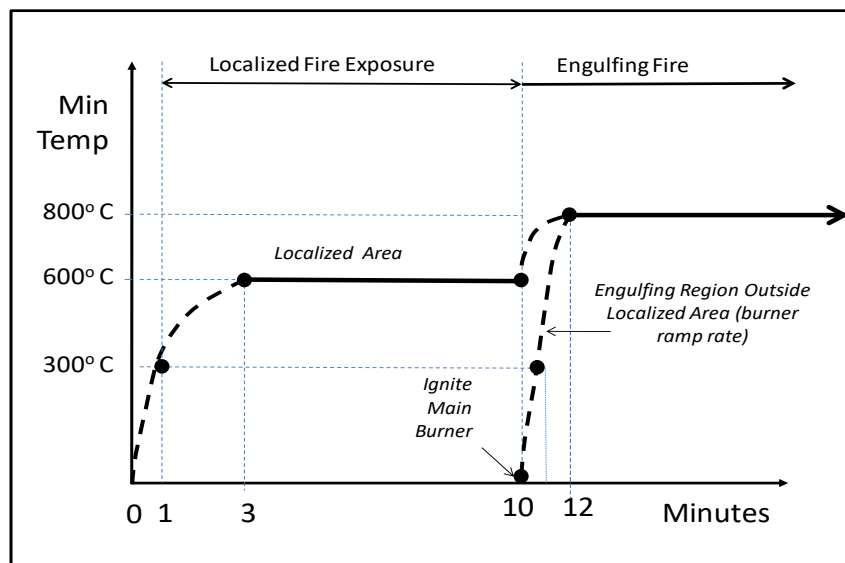 Localized Fire Exposure
Engulfing Fire
Min
Temp
800° C
600° C
300° C
Localized Area
Engulfing Region Outside
Localized Area (burner
ramp rate)
Ignite
Main
Burner
0 1 3 10 12 Minutes